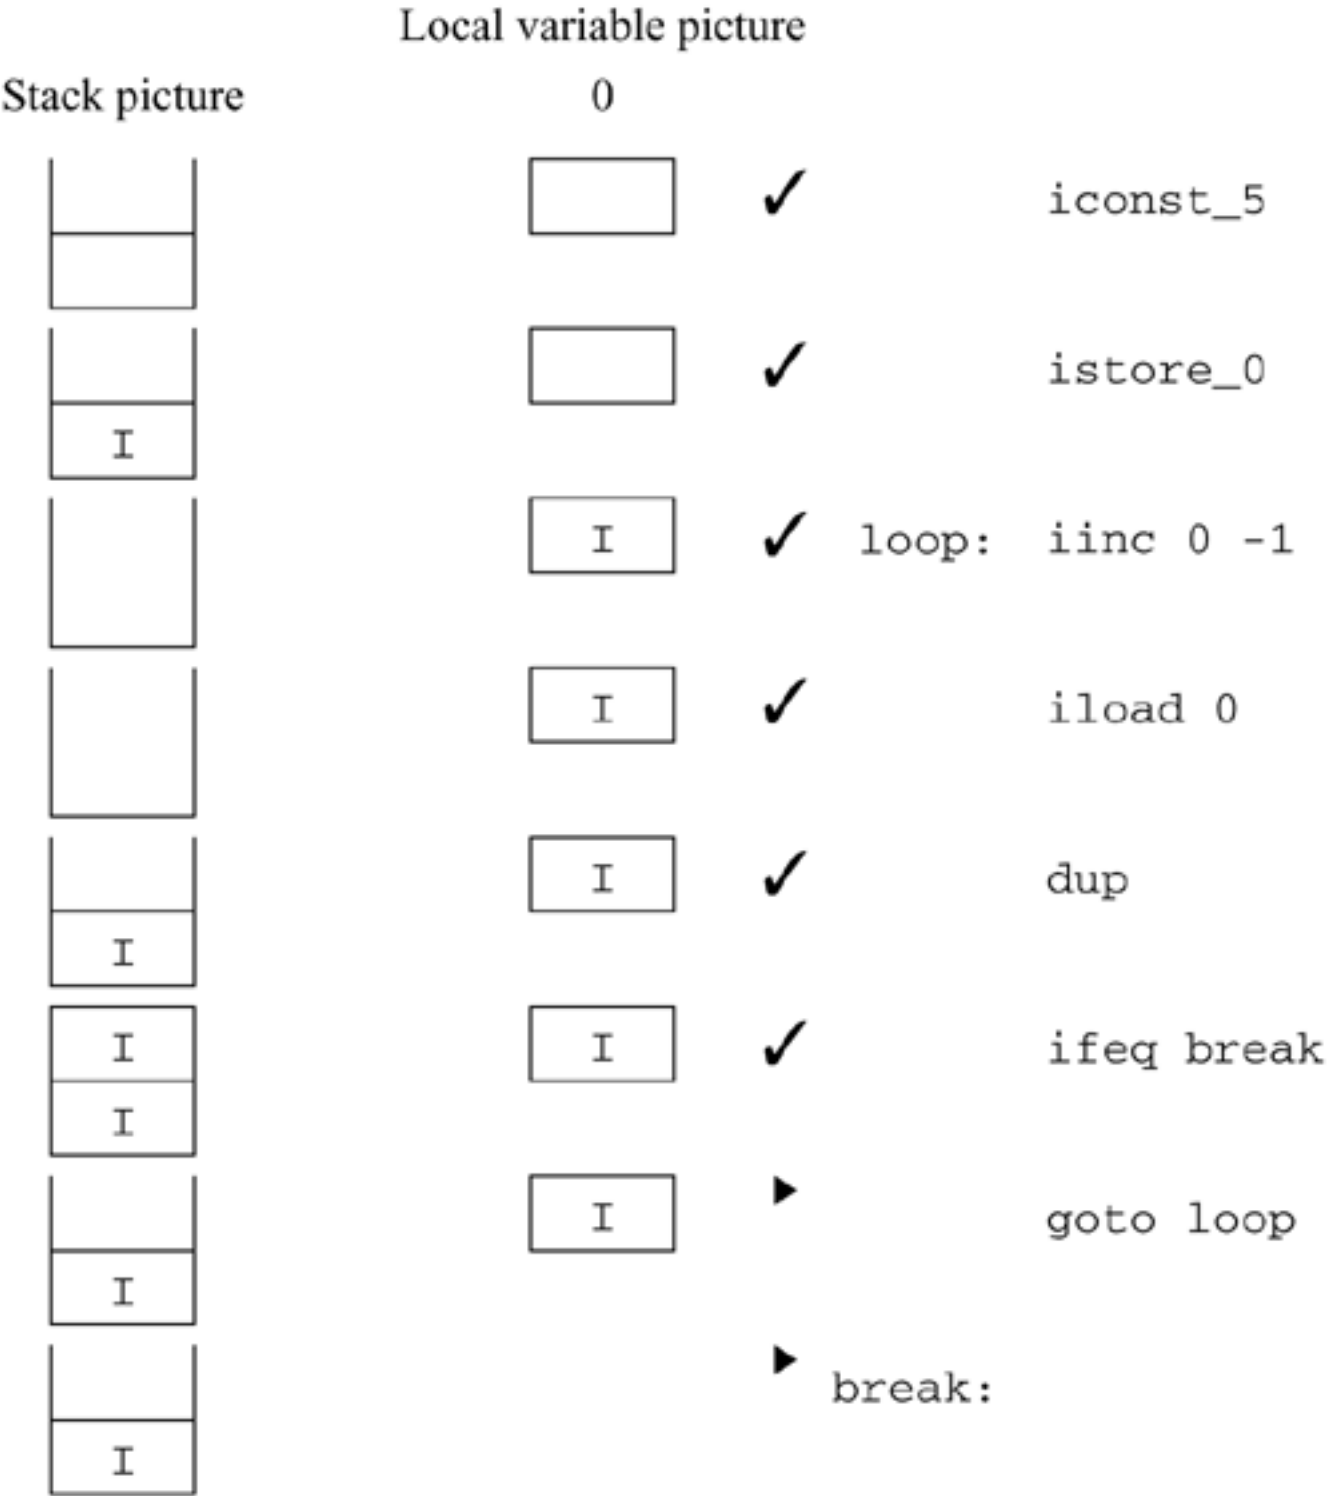 Local variable picture
Stack picture 0
✓ iconst_5
✓ istore_0
I
I ✓ loop: iinc 0 -1
I ✓ iload 0
I ✓ dup
I
I I ✓ ifeq break
I
I goto loop
I
break:
I